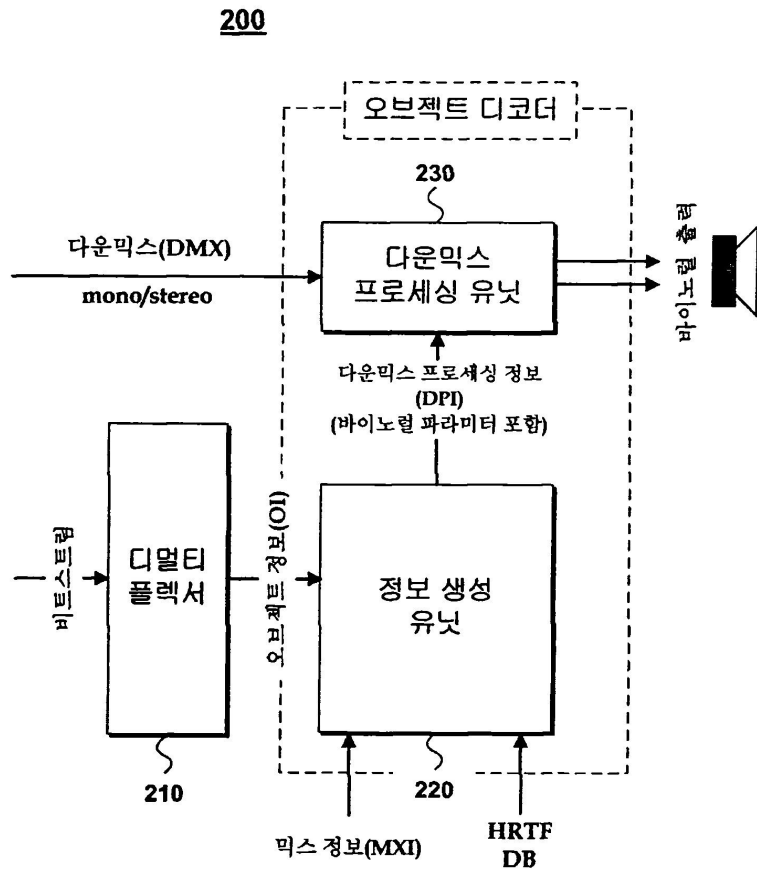 200
오브젝트 디코더
230
다운믹스(DMX)
mono/stereo
다운믹스
프로세싱 유닛
바이노럴 출력
다운믹스 프로세싱 정보
(DPI)
(바이노럴 파라미터 포함)
비트스트림
디멀티
플렉서
오브젝트 정보(OI)
정보 생성
유닛
210
220
믹스 정보(MXI)
HRTF
DB